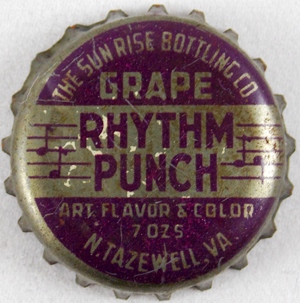 THE SUN RISE BOTTLING CO.
GRAPE
RHYTHM
PUNCH
ART FLAVOR & COLOR
7 OZS
N. TAZEWELL, VA